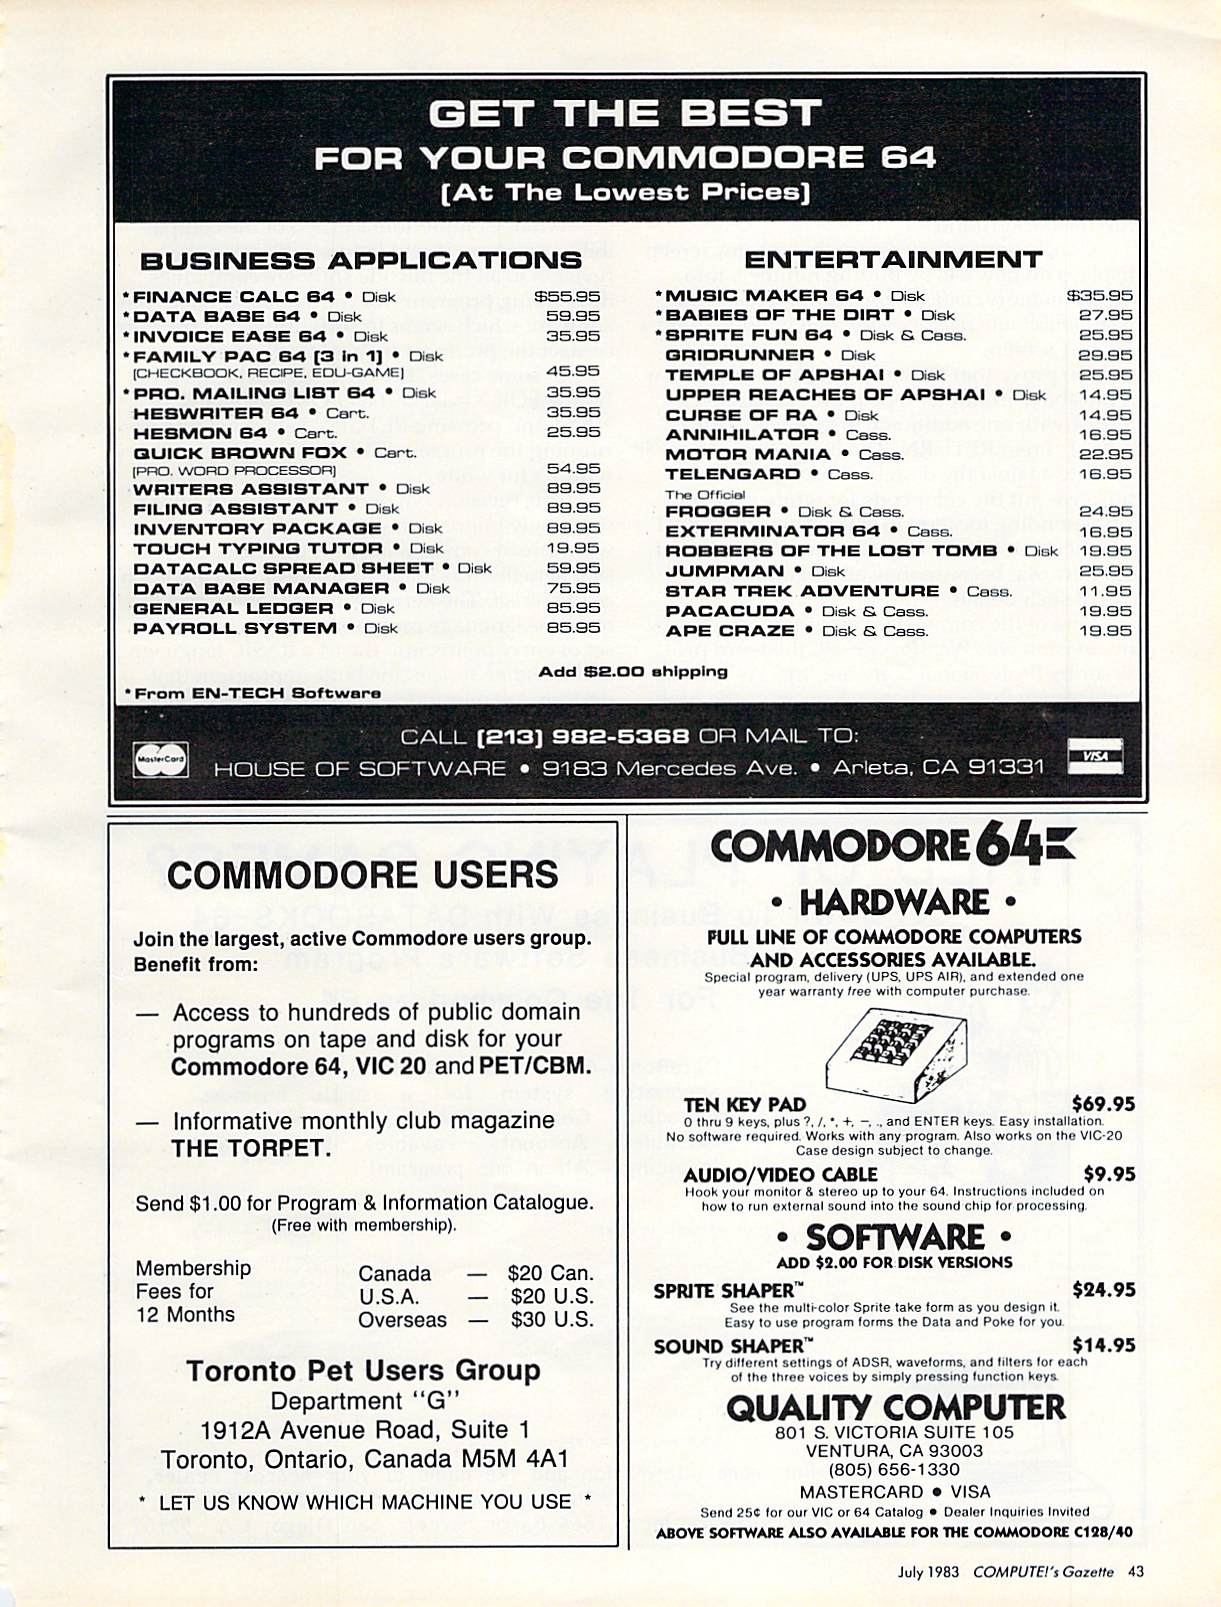 GET THE BEST
FOR YOUR COMMODORE 64
[At The Lowest Prices]
BUSINESS APPLICATIONS
*FINANCE CALC 64 • Disk $55.95
*DATA BASE 64 • Disk 59.95
*INVOICE EASE 64 • Disk 35.95
*FAMILY PAC 64 [3 in 1] • Disk
[CHECKBOOK, RECIPE, EDU-GAME] 45.95
*PRO. MAILING LIST 64 • Disk 35.95
HESWRITER 64 • Cart. 35.95
HESMON 64 • Cart. 25.95
QUICK BROWN FOX • Cart.
[PRO. WORD PROCESSOR] 54.95
WRITERS ASSISTANT • Disk 89.95
FILING ASSISTANT • Disk 89.95
INVENTORY PACKAGE • Disk 89.95
TOUCH TYPING TUTOR • Disk 19.95
DATACALC SPREAD SHEET • Disk 59.95
DATA BASE MANAGER • Disk 75.95
GENERAL LEDGER • Disk 85.95
PAYROLL SYSTEM • Disk 85.95
ENTERTAINMENT
*MUSIC MAKER 64 • Disk $35.95
*BABIES OF THE DIRT • Disk 27.95
*SPRITE FUN 64 • Disk & Cass. 25.95
GRIDRUNNER • Disk 29.95
TEMPLE OF APSHAI • Disk 25.95
UPPER REACHES OF APSHAI • Disk 14.95
CURSE OF RA • Disk 14.95
ANNIHILATOR • Cass. 16.95
MOTOR MANIA • Cass. 22.95
TELENGARD • Cass. 16.95
The Official
FROGGER • Disk & Cass. 24.95
EXTERMINATOR 64 • Cass. 16.95
ROBBERS OF THE LOST TOMB • Disk 19.95
JUMPMAN • Disk 25.95
STAR TREK ADVENTURE • Cass. 11.95
PACACUDA • Disk & Cass. 19.95
APE CRAZE • Disk & Cass. 19.95
Add $2.00 shipping
*From EN-TECH Software
CALL [213] 982-5368 OR MAIL TO:
MasterCard
HOUSE OF SOFTWARE • 9183 Mercedes Ave. • Arleta, CA 91331
VISA
COMMODORE USERS
Join the largest, active Commodore users group.
Benefit from:
— Access to hundreds of public domain
programs on tape and disk for your
Commodore 64, VIC 20 and PET/CBM.
— Informative monthly club magazine
THE TORPET.
Send $1.00 for Program & Information Catalogue.
(Free with membership).
Membership
Fees for
12 Months
Canada — $20 Can.
U.S.A. — $20 U.S.
Overseas — $30 U.S.
Toronto Pet Users Group
Department "G"
1912A Avenue Road, Suite 1
Toronto, Ontario, Canada M5M 4A1
* LET US KNOW WHICH MACHINE YOU USE *
COMMODORE 64
• HARDWARE •
FULL LINE OF COMMODORE COMPUTERS
AND ACCESSORIES AVAILABLE.
Special program, delivery (UPS, UPS AIR), and extended one
year warranty free with computer purchase.
TEN KEY PAD $69.95
0 thru 9 keys, plus ?, /, *, +, –, ., and ENTER keys. Easy installation.
No software required. Works with any program. Also works on the VIC-20
Case design subject to change.
AUDIO/VIDEO CABLE $9.95
Hook your monitor & stereo up to your 64. Instructions included on
how to run external sound into the sound chip for processing.
• SOFTWARE •
ADD $2.00 FOR DISK VERSIONS
SPRITE SHAPER™ $24.95
See the multi-color Sprite take form as you design it.
Easy to use program forms the Data and Poke for you.
SOUND SHAPER™ $14.95
Try different settings of ADSR, waveforms, and filters for each
of the three voices by simply pressing function keys.
QUALITY COMPUTER
801 S. VICTORIA SUITE 105
VENTURA, CA 93003
(805) 656-1330
MASTERCARD • VISA
Send 25¢ for our VIC or 64 Catalog • Dealer Inquiries Invited
ABOVE SOFTWARE ALSO AVAILABLE FOR THE COMMODORE C128/40
July 1983 COMPUTE!'s Gazette 43